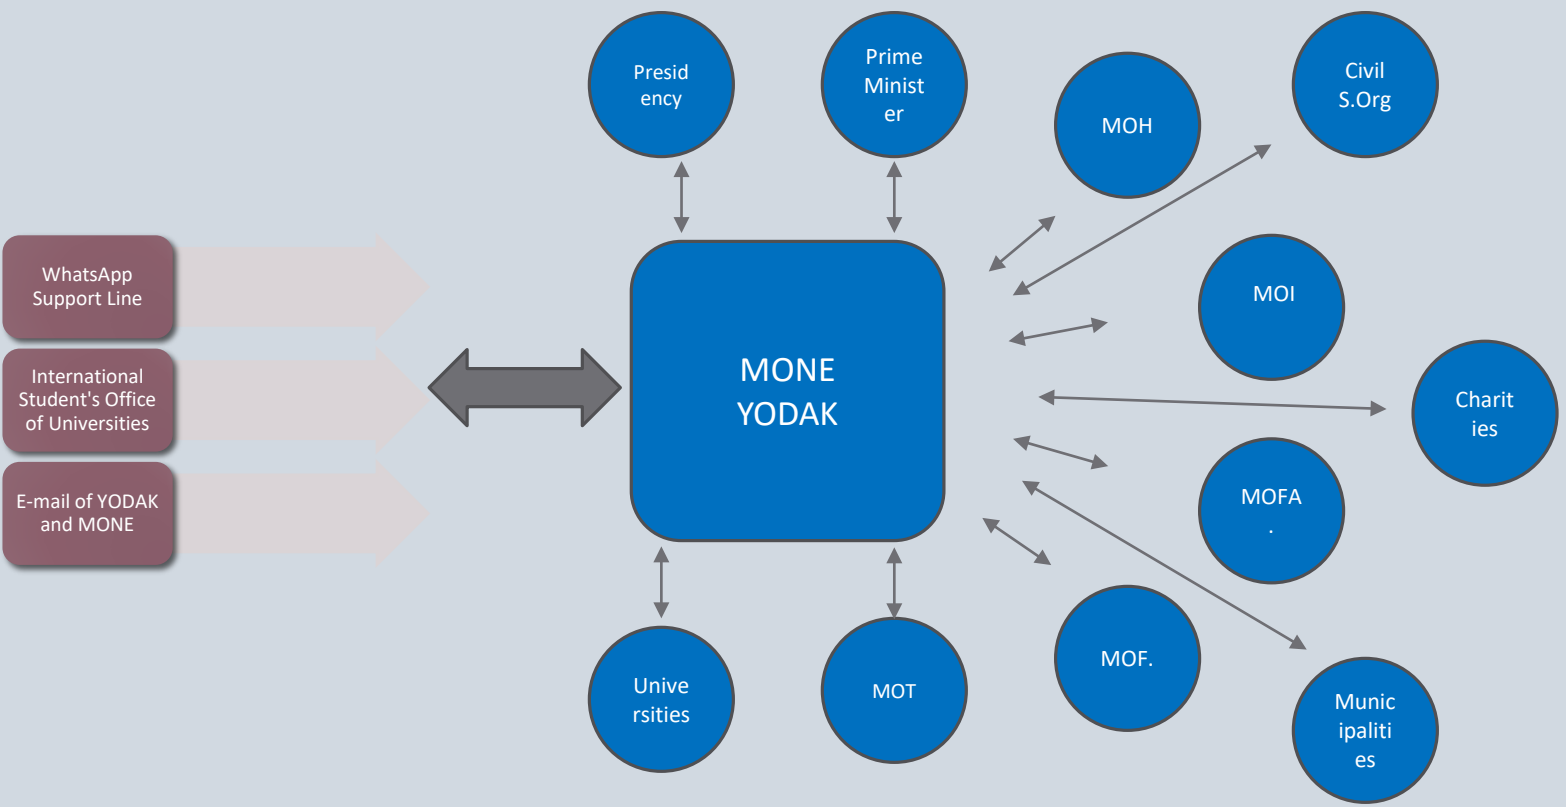 Presid
ency
Prime
Minist
er
MOH
Civil
S.Org
WhatsApp
Support Line
International
Student's Office
of Universities
E-mail of YODAK
and MONE
MONE
YODAK
MOI
Charit
ies
MOFA
.
MOF.
Unive
rsities
MOT
Munic
ipaliti
es